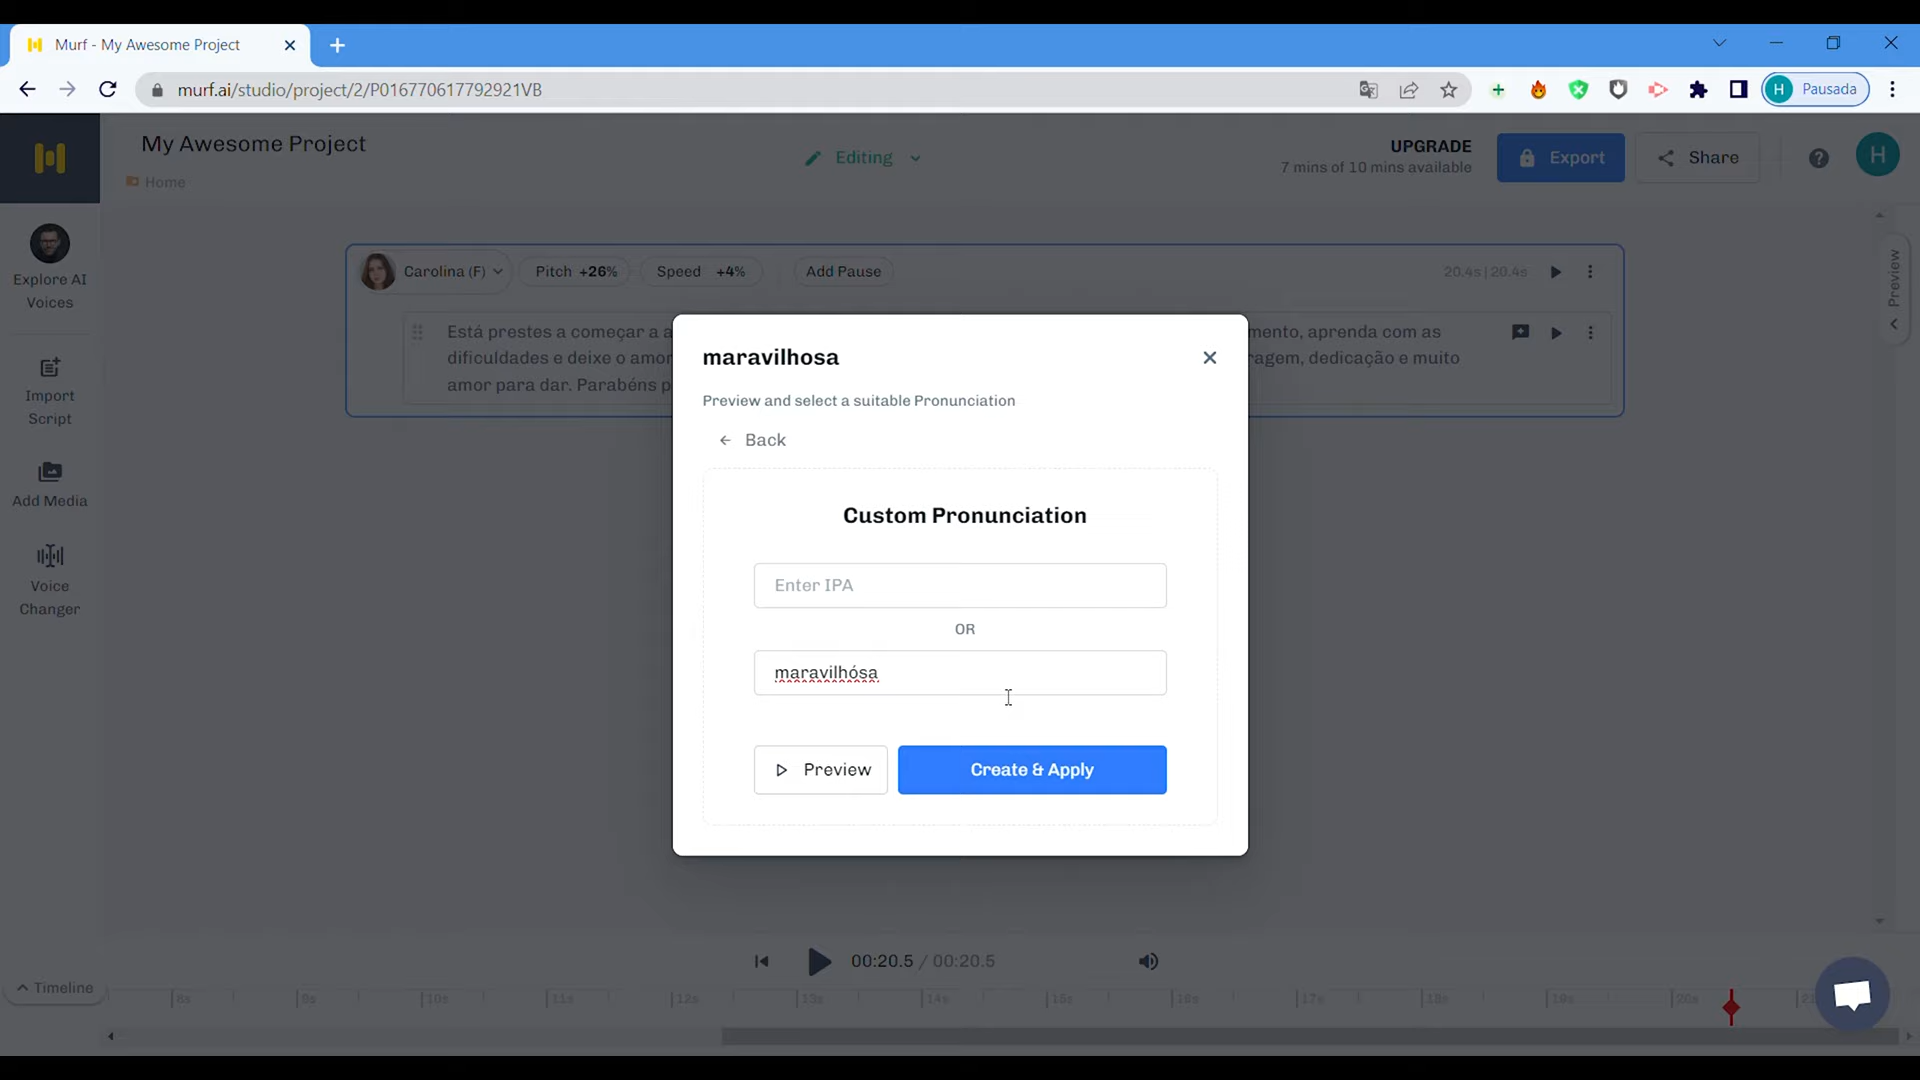 Murf - My Awesome Project
murf.ai/studio/project/2/P016770617792921VB
H Pausada
My Awesome Project
Home
Editing
UPGRADE
7 mins of 10 mins available
Export
Share
H
Explore AI
Voices
Import
Script
Add Media
Voice
Changer
Carolina (F)
Pitch +26%
Speed +4%
Add Pause
20.4s | 20.4s
Preview
Está prestes a começar a a mento, aprenda com as
dificuldades e deixe o amor ragem, dedicação e muito
amor para dar. Parabéns p
maravilhosa
Preview and select a suitable Pronunciation
Back
Custom Pronunciation
Enter IPA
OR
maravilhósa
Preview
Create & Apply
00:20.5 / 00:20.5
Timeline
8s 9s 10s 11s 12s 13s 14s 15s 16s 17s 18s 19s 20s